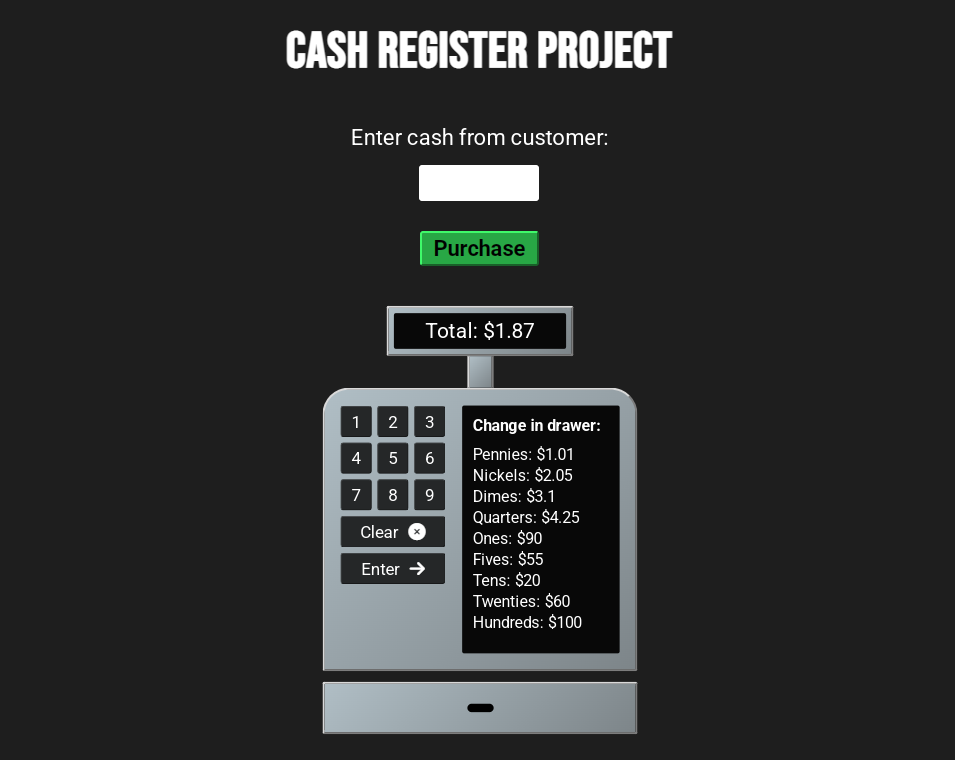 CASH REGISTER PROJECT
Enter cash from customer:
Purchase
Total: $1.87
1 2 3
4 5 6
7 8 9
Clear
Enter
Change in drawer:
Pennies: $1.01
Nickels: $2.05
Dimes: $3.1
Quarters: $4.25
Ones: $90
Fives: $55
Tens: $20
Twenties: $60
Hundreds: $100